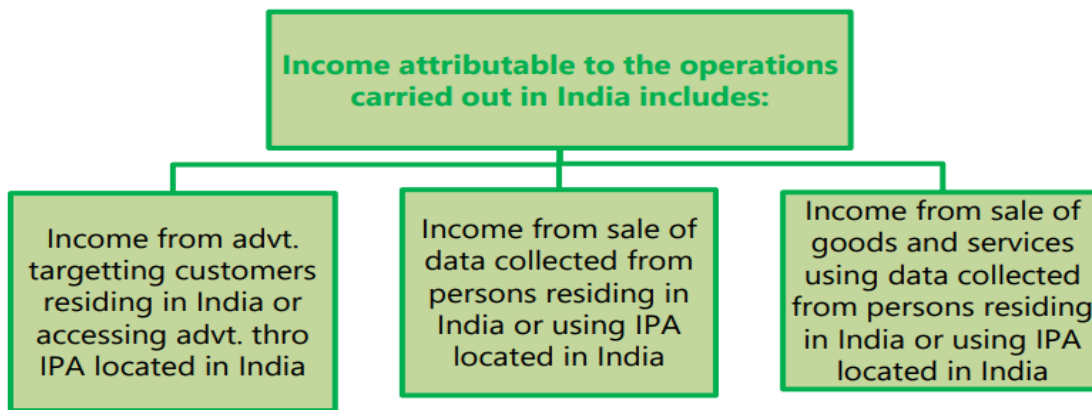 Income attributable to the operations
carried out in India includes:
Income from advt.
targetting customers
residing in India or
accessing advt. thro
IPA located in India
Income from sale of
data collected from
persons residing in
India or using IPA
located in India
Income from sale of
goods and services
using data collected
from persons residing
in India or using IPA
located in India